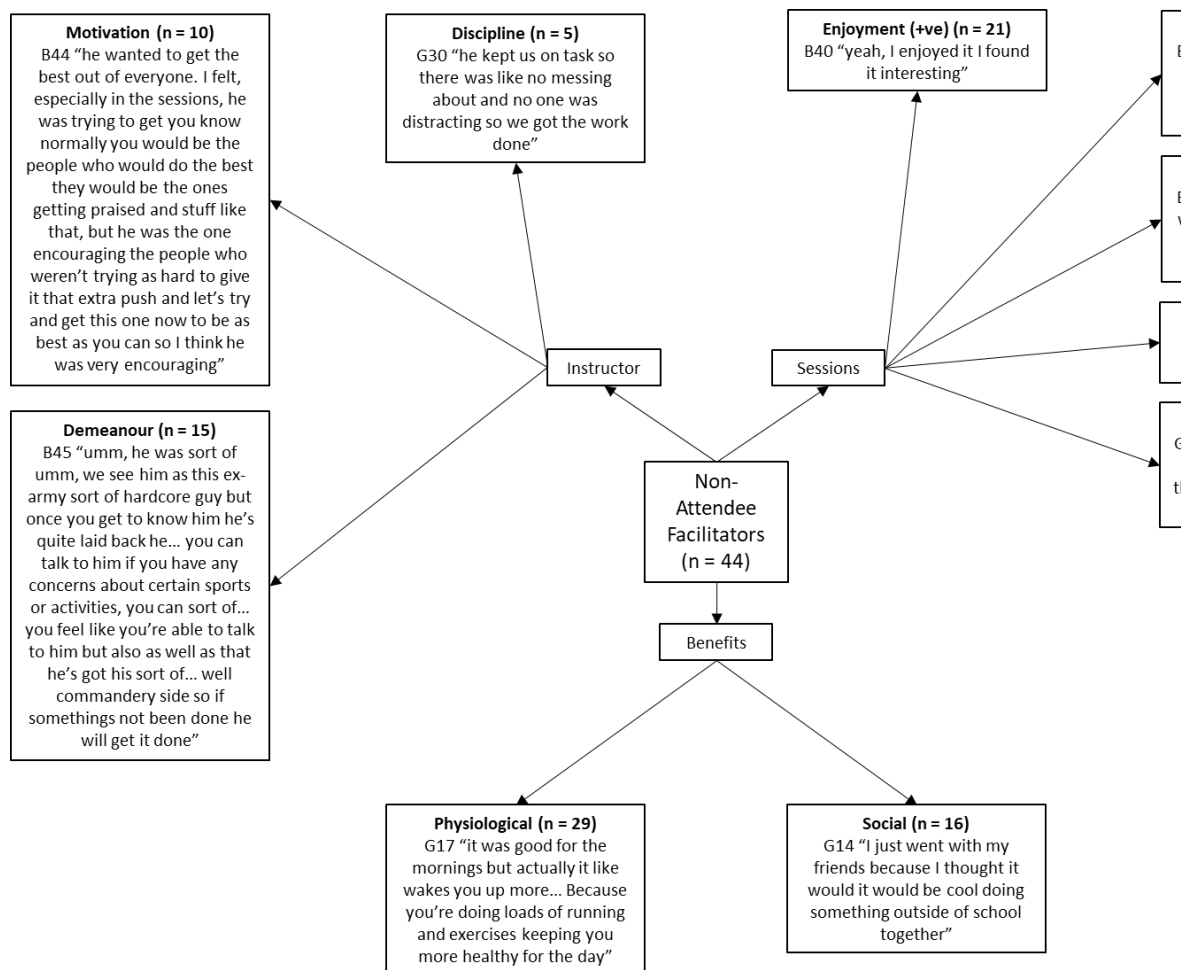 Motivation (n = 10)
B44 “he wanted to get the
best out of everyone. I felt,
especially in the sessions, he
was trying to get you know
normally you would be the
people who would do the best
they would be the ones
getting praised and stuff like
that, but he was the one
encouraging the people who
weren’t trying as hard to give
it that extra push and let’s try
and get this one now to be as
best as you can so I think he
was very encouraging”
Discipline (n = 5)
G30 “he kept us on task so
there was like no messing
about and no one was
distracting so we got the work
done”
Enjoyment (+ve) (n = 21)
B40 “yeah, I enjoyed it I found
it interesting”
Instructor
Sessions
Demeanour (n = 15)
B45 “umm, he was sort of
umm, we see him as this ex-
army sort of hardcore guy but
once you get to know him he’s
quite laid back he... you can
talk to him if you have any
concerns about certain sports
or activities, you can sort of...
you feel like you’re able to talk
to him but also as well as that
he’s got his sort of... well
commandery side so if
somethings not been done he
will get it done”
Non-
Attendee
Facilitators
(n = 44)
Benefits
Physiological (n = 29)
G17 “it was good for the
mornings but actually it like
wakes you up more... Because
you’re doing loads of running
and exercises keeping you
more healthy for the day”
Social (n = 16)
G14 “I just went with my
friends because I thought it
would it would be cool doing
something outside of school
together”